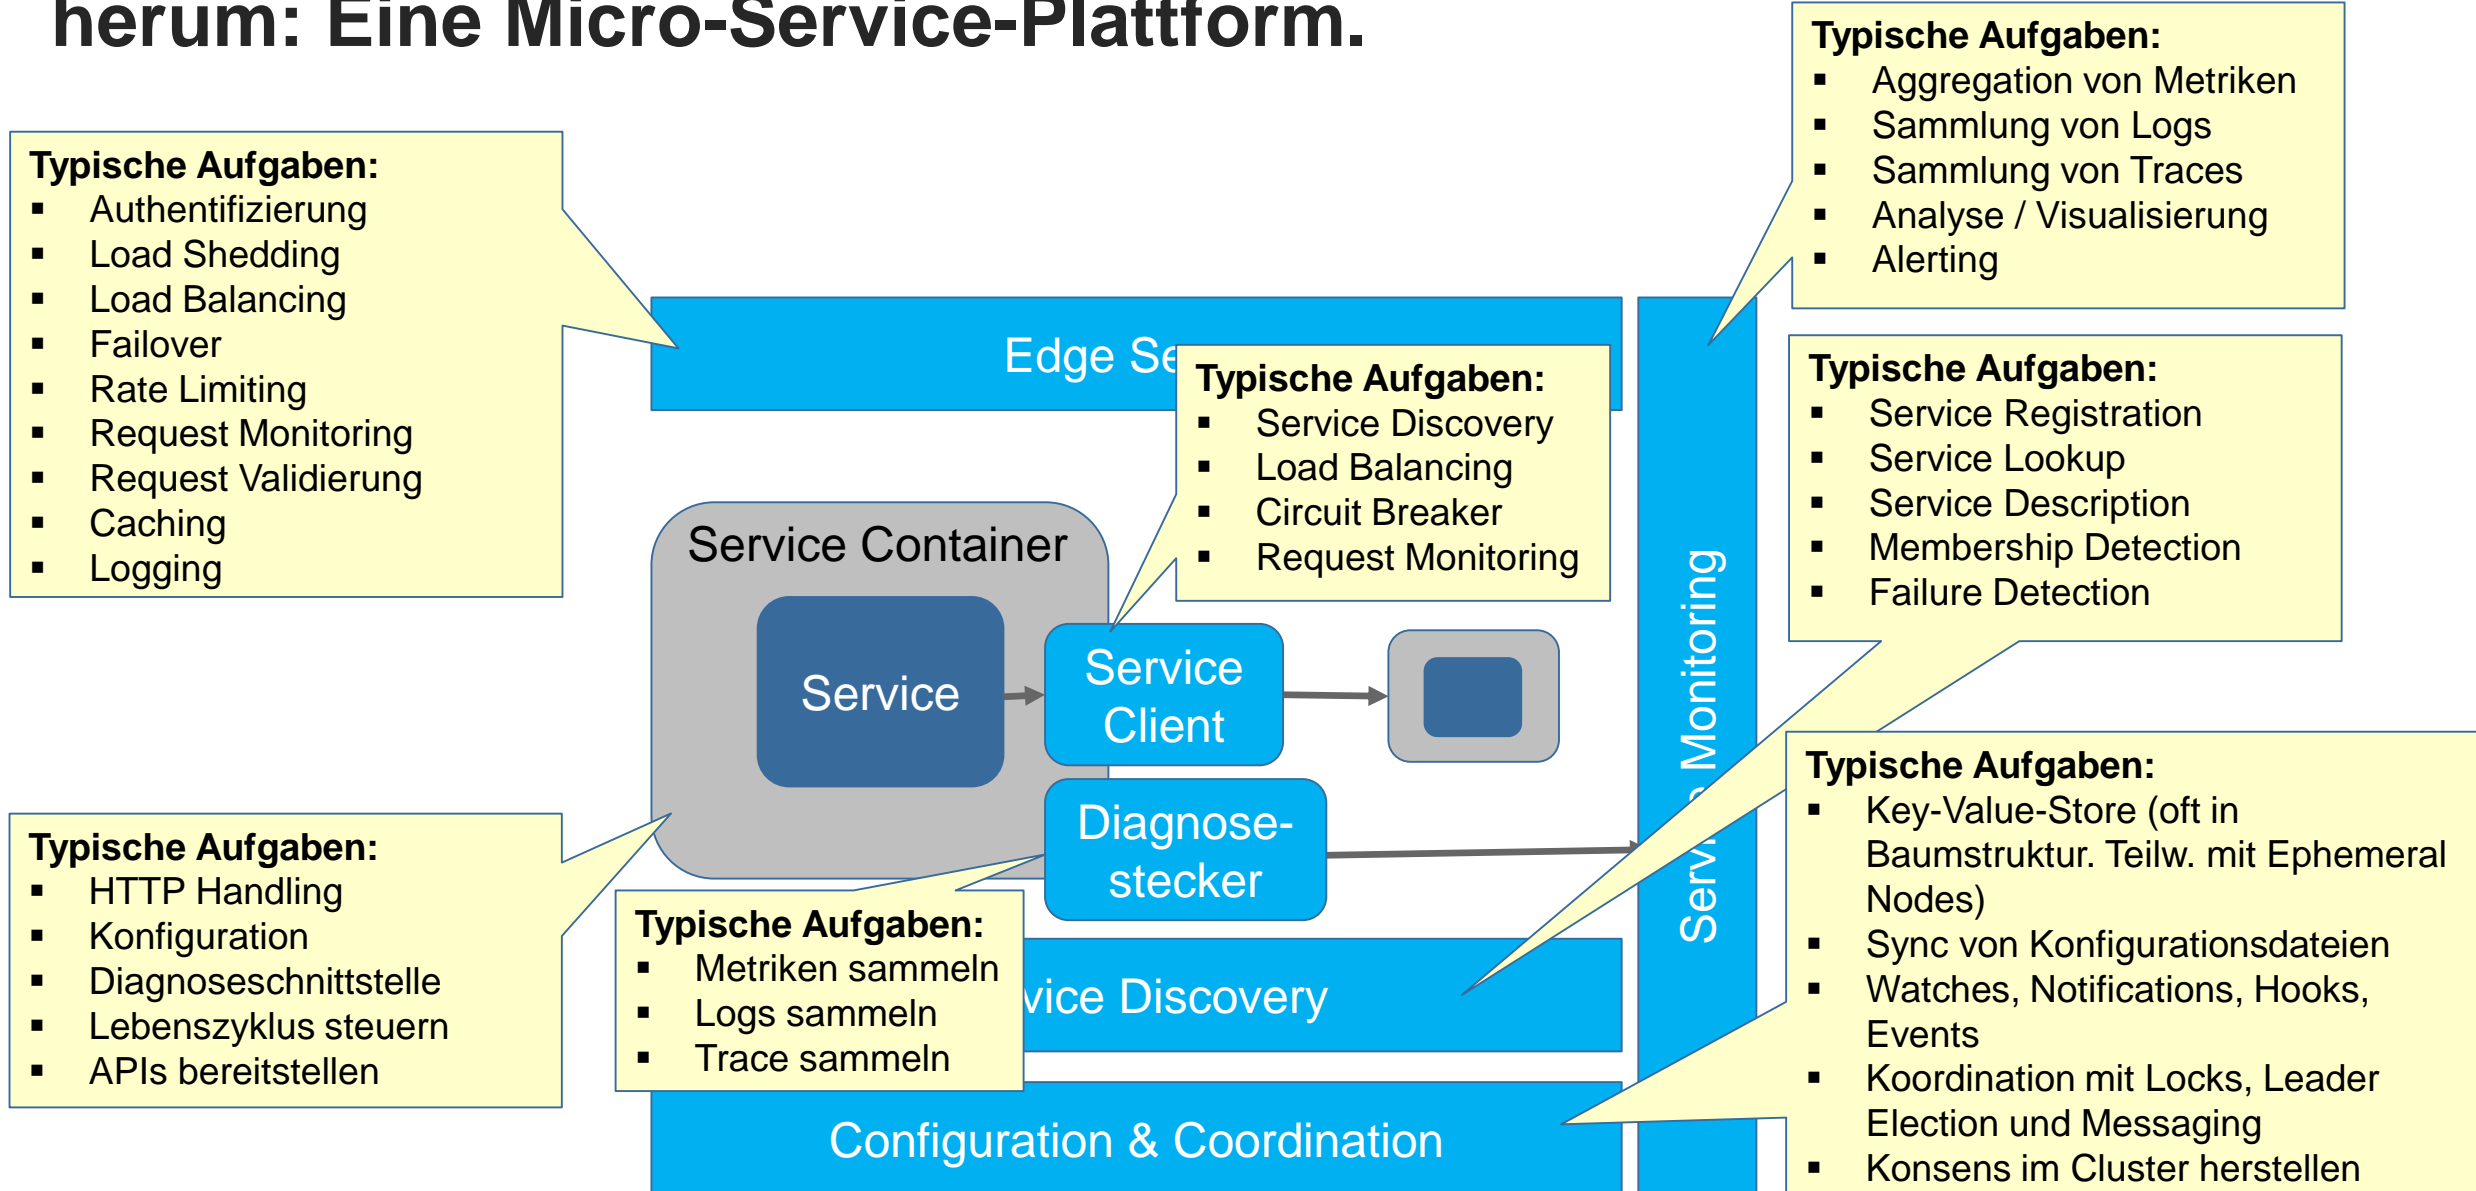 herum: Eine Micro-Service-Plattform.
Typische Aufgaben:
▪ Aggregation von Metriken
▪ Sammlung von Logs
▪ Sammlung von Traces
▪ Analyse / Visualisierung
▪ Alerting
Typische Aufgaben:
▪ Authentifizierung
▪ Load Shedding
▪ Load Balancing
▪ Failover
▪ Rate Limiting
▪ Request Monitoring
▪ Request Validierung
▪ Caching
▪ Logging
Edge Se
Typische Aufgaben:
▪ Service Discovery
▪ Load Balancing
▪ Circuit Breaker
▪ Request Monitoring
Typische Aufgaben:
▪ Service Registration
▪ Service Lookup
▪ Service Description
▪ Membership Detection
▪ Failure Detection
Service Container
Service
Service
Client
Diagnose-
stecker
Service Monitoring
Typische Aufgaben:
▪ HTTP Handling
▪ Konfiguration
▪ Diagnoseschnittstelle
▪ Lebenszyklus steuern
▪ APIs bereitstellen
Typische Aufgaben:
▪ Metriken sammeln
▪ Logs sammeln
▪ Trace sammeln
vice Discovery
Configuration & Coordination
Typische Aufgaben:
▪ Key-Value-Store (oft in
Baumstruktur. Teilw. mit Ephemeral
Nodes)
▪ Sync von Konfigurationsdateien
▪ Watches, Notifications, Hooks,
Events
▪ Koordination mit Locks, Leader
Election und Messaging
▪ Konsens im Cluster herstellen